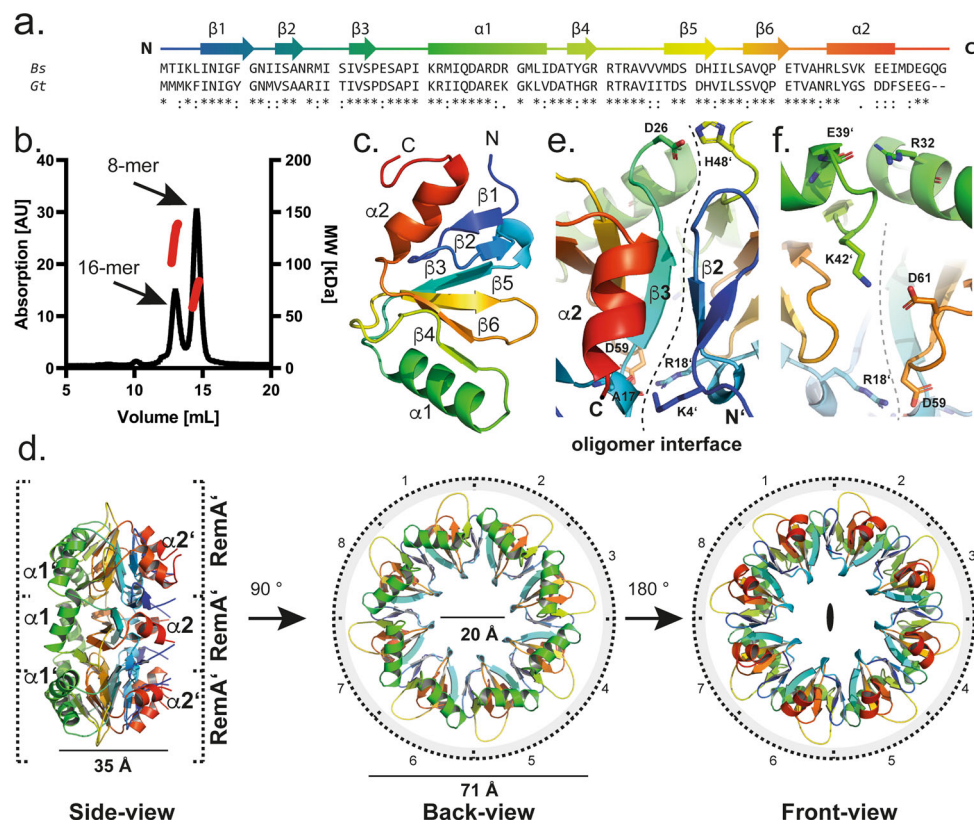 a.
β1 β2 β3 α1 β4 β5 β6 α2
N C
Bs MTIKLINIGF GNIISANRMI SIVSPESAPI KRMIQDARDR GMLIDATYGR RTRAVVVMDS DHIILSAVQP ETVAHRLSVK EEIMDEGQG
Gt MMMKFINIGY GNMVSAARII TIVSPDSAPI KRIIQDAREK GKLVDATHGR RTRAVIITDS DHVILSSVQP ETVANRLYGS DDFSEEG--
b.
8-mer
16-mer
Absorption [AU]
40
30
20
10
0
MW [kDa]
200
150
100
50
0
5 10 15 20
Volume [mL]
c.
C N
α2
β1
β2
β3
β5
β6
β4
α1
e.
D26
H48‘
β2
β3
α2
D59
R18‘
A17
K4‘
C
N‘
oligomer interface
f.
E39‘
R32
K42‘
D61
R18‘
D59
d.
α1‘ α2‘
α1 α2
α1‘ α2‘
RemA‘ RemA RemA‘
35 Å
Side-view
90 °
1 2 3 4 5 6 7 8
20 Å
71 Å
Back-view
180 °
1 2 3 4 5 6 7 8
Front-view